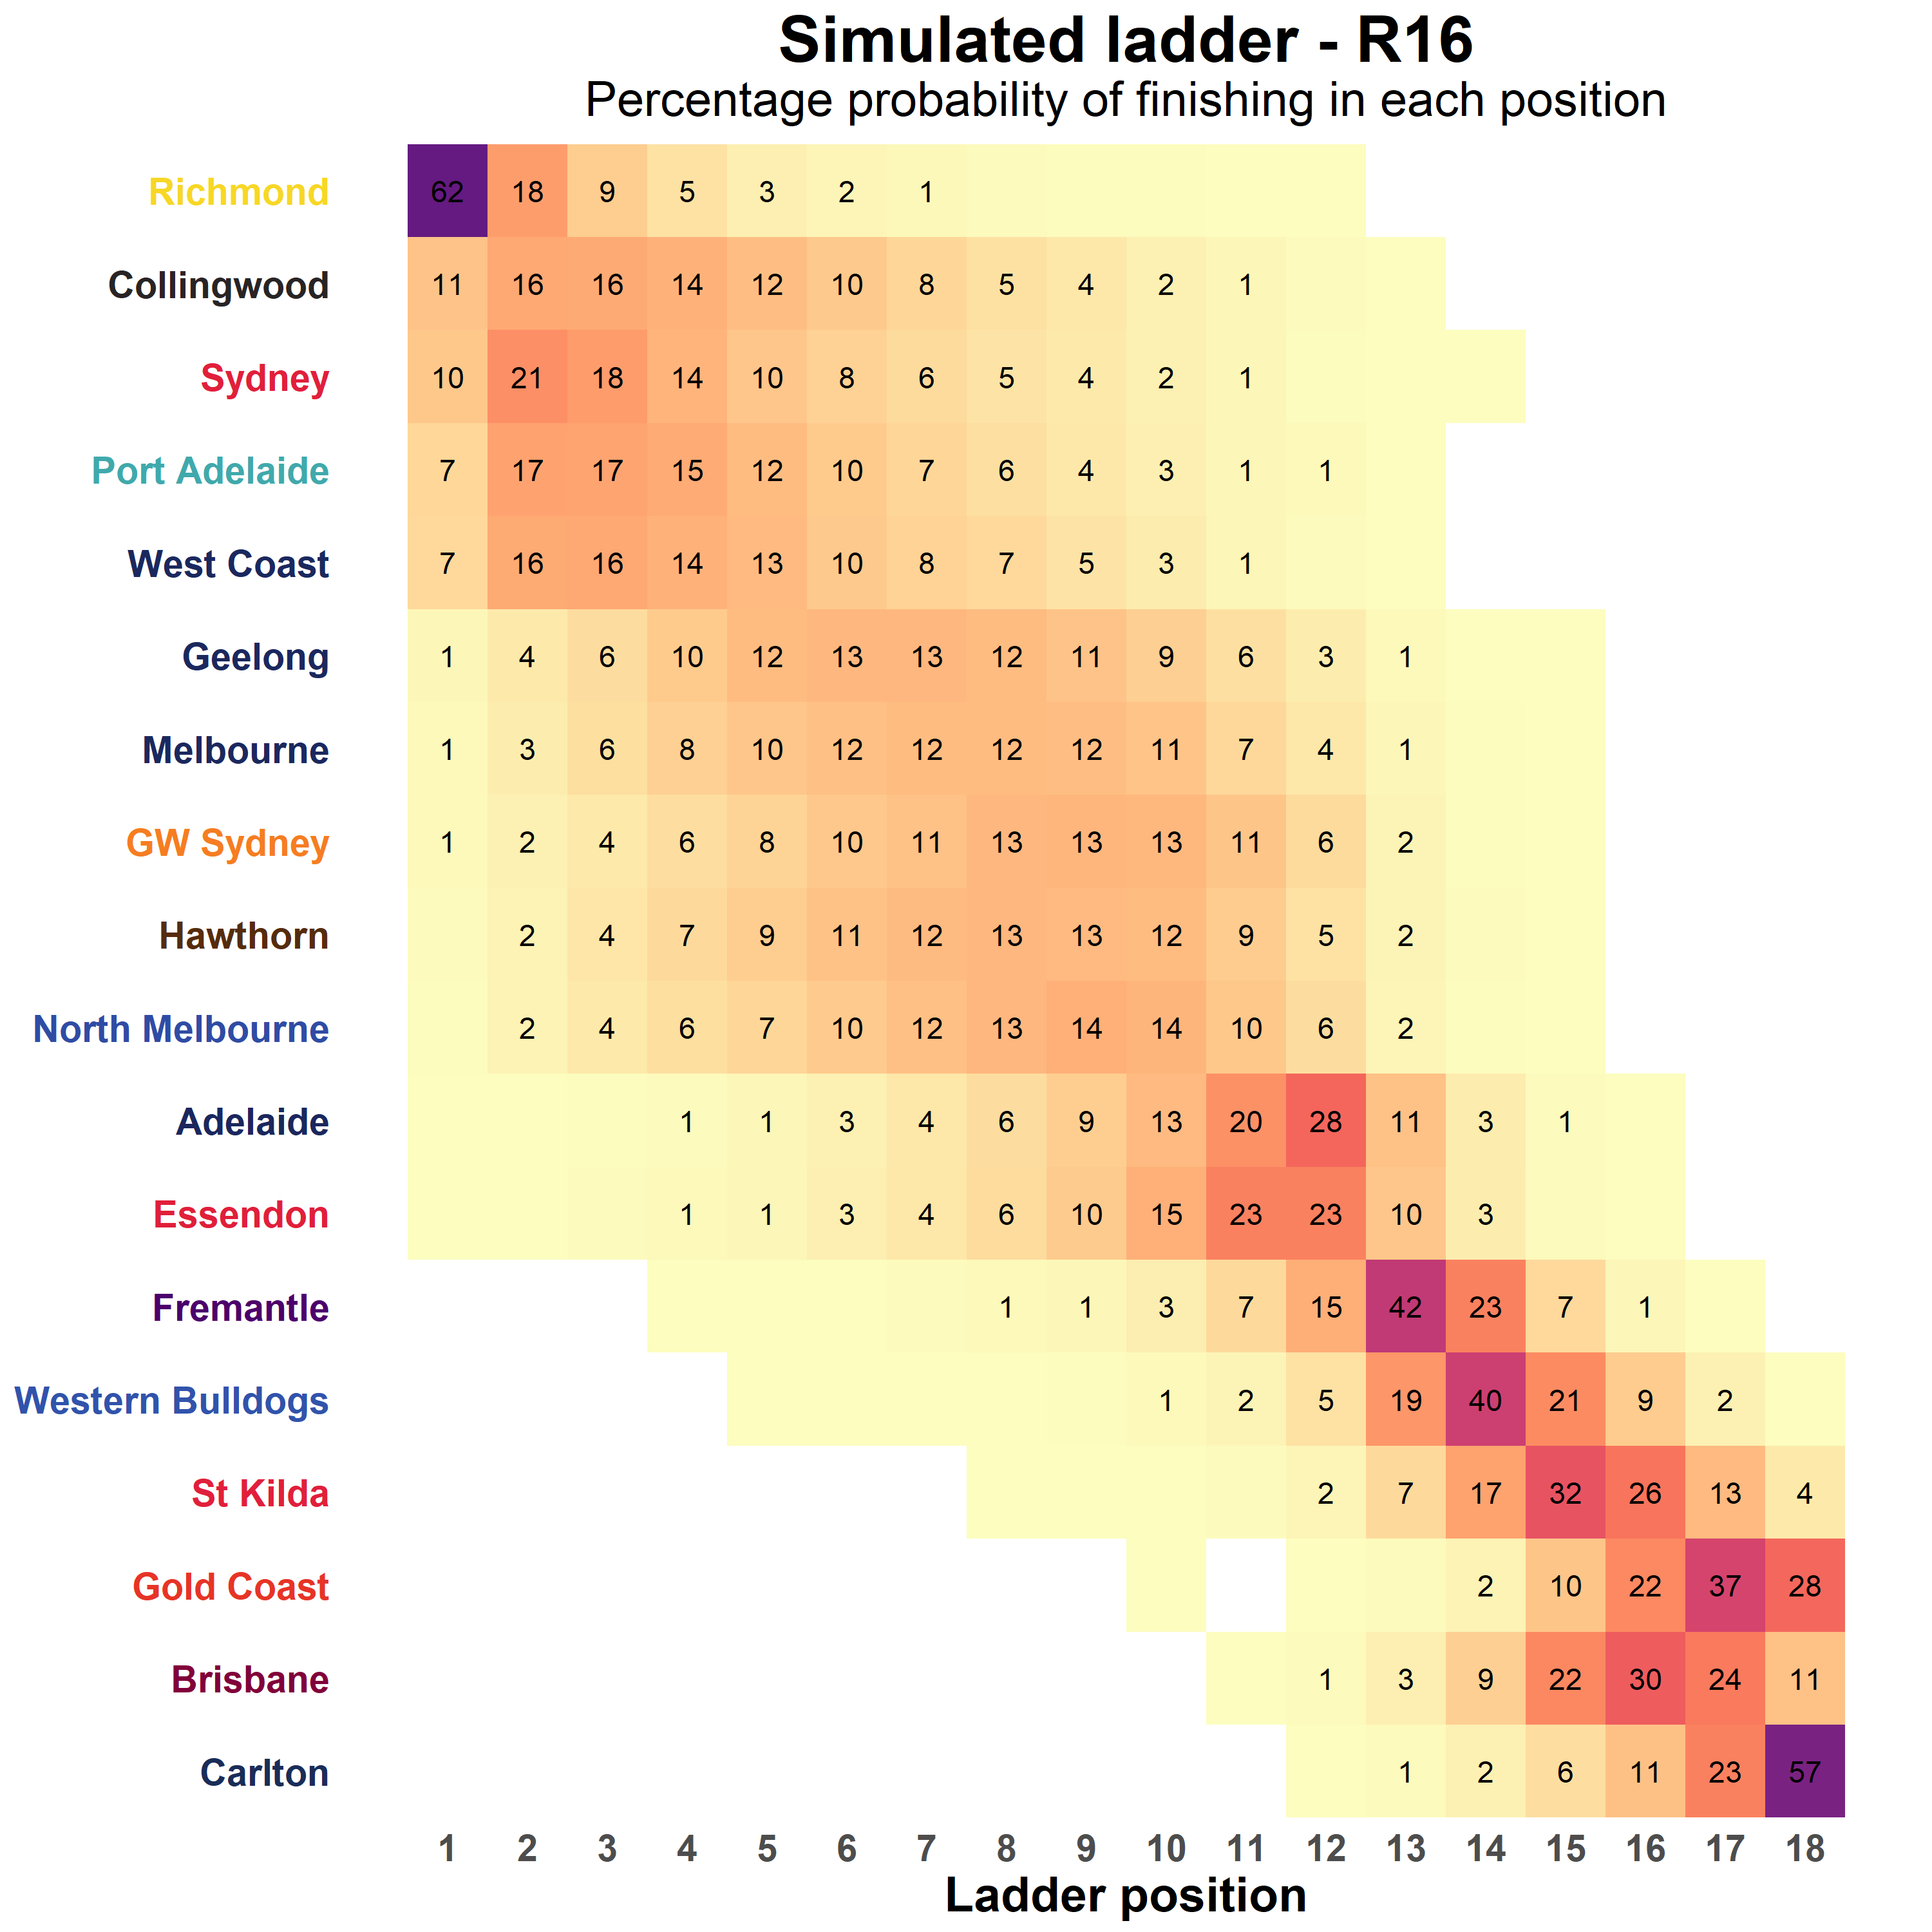 Simulated ladder - R16
Percentage probability of finishing in each position
Richmond 62 18 9 5 3 2 1
Collingwood 11 16 16 14 12 10 8 5 4 2 1
Sydney 10 21 18 14 10 8 6 5 4 2 1
Port Adelaide 7 17 17 15 12 10 7 6 4 3 1 1
West Coast 7 16 16 14 13 10 8 7 5 3 1
Geelong 1 4 6 10 12 13 13 12 11 9 6 3 1
Melbourne 1 3 6 8 10 12 12 12 12 11 7 4 1
GW Sydney 1 2 4 6 8 10 11 13 13 13 11 6 2
Hawthorn 2 4 7 9 11 12 13 13 12 9 5 2
North Melbourne 2 4 6 7 10 12 13 14 14 10 6 2
Adelaide 1 1 3 4 6 9 13 20 28 11 3 1
Essendon 1 1 3 4 6 10 15 23 23 10 3
Fremantle 1 1 3 7 15 42 23 7 1
Western Bulldogs 1 2 5 19 40 21 9 2
St Kilda 2 7 17 32 26 13 4
Gold Coast 2 10 22 37 28
Brisbane 1 3 9 22 30 24 11
Carlton 1 2 6 11 23 57
1 2 3 4 5 6 7 8 9 10 11 12 13 14 15 16 17 18
Ladder position